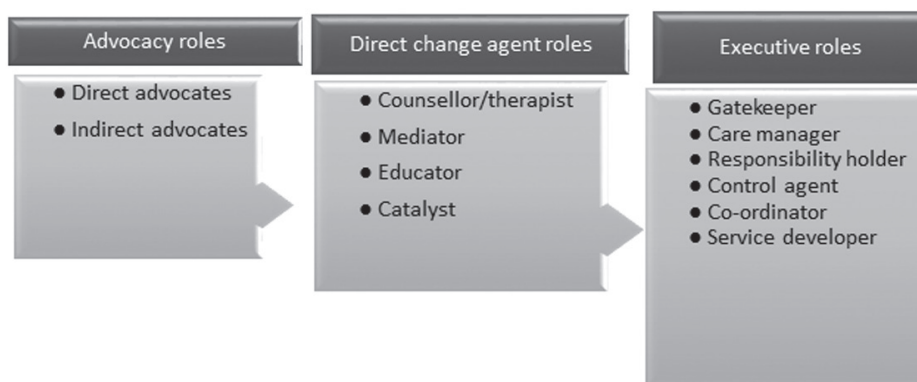 Advocacy roles
• Direct advocates
• Indirect advocates
Direct change agent roles
• Counsellor/therapist
• Mediator
• Educator
• Catalyst
Executive roles
• Gatekeeper
• Care manager
• Responsibility holder
• Control agent
• Co-ordinator
• Service developer